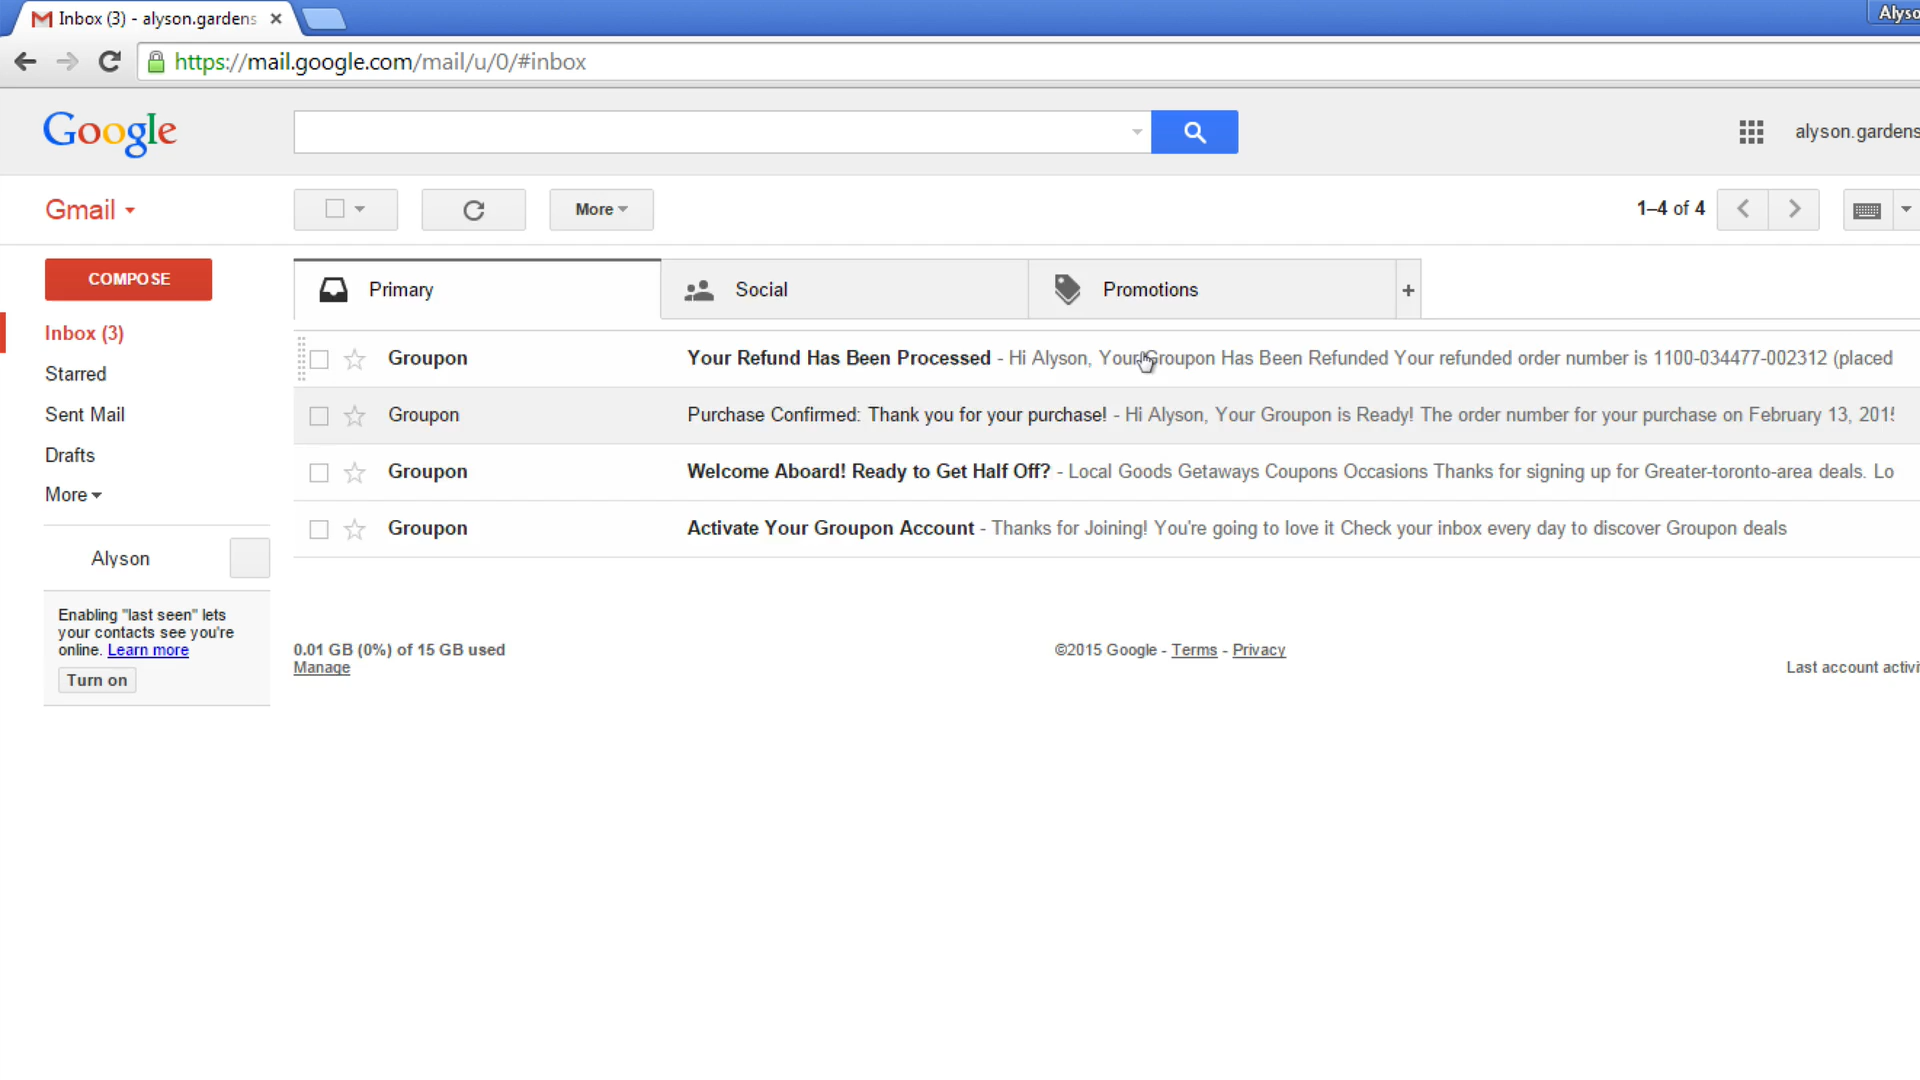 Inbox (3) - alyson.gardens
Alyso
https://mail.google.com/mail/u/0/#inbox
Google
alyson.gardens
Gmail
More
1–4 of 4
COMPOSE
Primary
Social
Promotions
+
Inbox (3)
Starred
Sent Mail
Drafts
More
Groupon Your Refund Has Been Processed - Hi Alyson, Your Groupon Has Been Refunded Your refunded order number is 1100-034477-002312 (placed
Groupon Purchase Confirmed: Thank you for your purchase! - Hi Alyson, Your Groupon is Ready! The order number for your purchase on February 13, 2015
Groupon Welcome Aboard! Ready to Get Half Off? - Local Goods Getaways Coupons Occasions Thanks for signing up for Greater-toronto-area deals. Lo
Groupon Activate Your Groupon Account - Thanks for Joining! You're going to love it Check your inbox every day to discover Groupon deals
Alyson
Enabling "last seen" lets
your contacts see you're
online. Learn more
Turn on
0.01 GB (0%) of 15 GB used
Manage
©2015 Google - Terms - Privacy
Last account activi